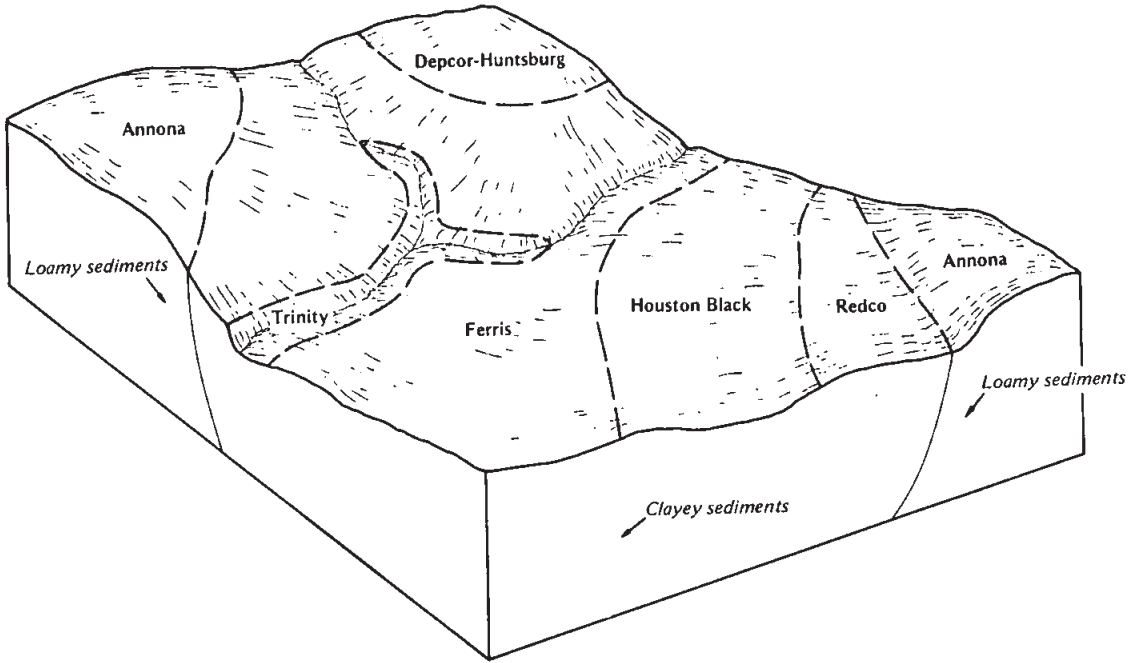 Depcor-Huntsburg
Annona
Loamy sediments
Trinity
Ferris
Houston Black
Redco
Annona
Loamy sediments
Clayey sediments